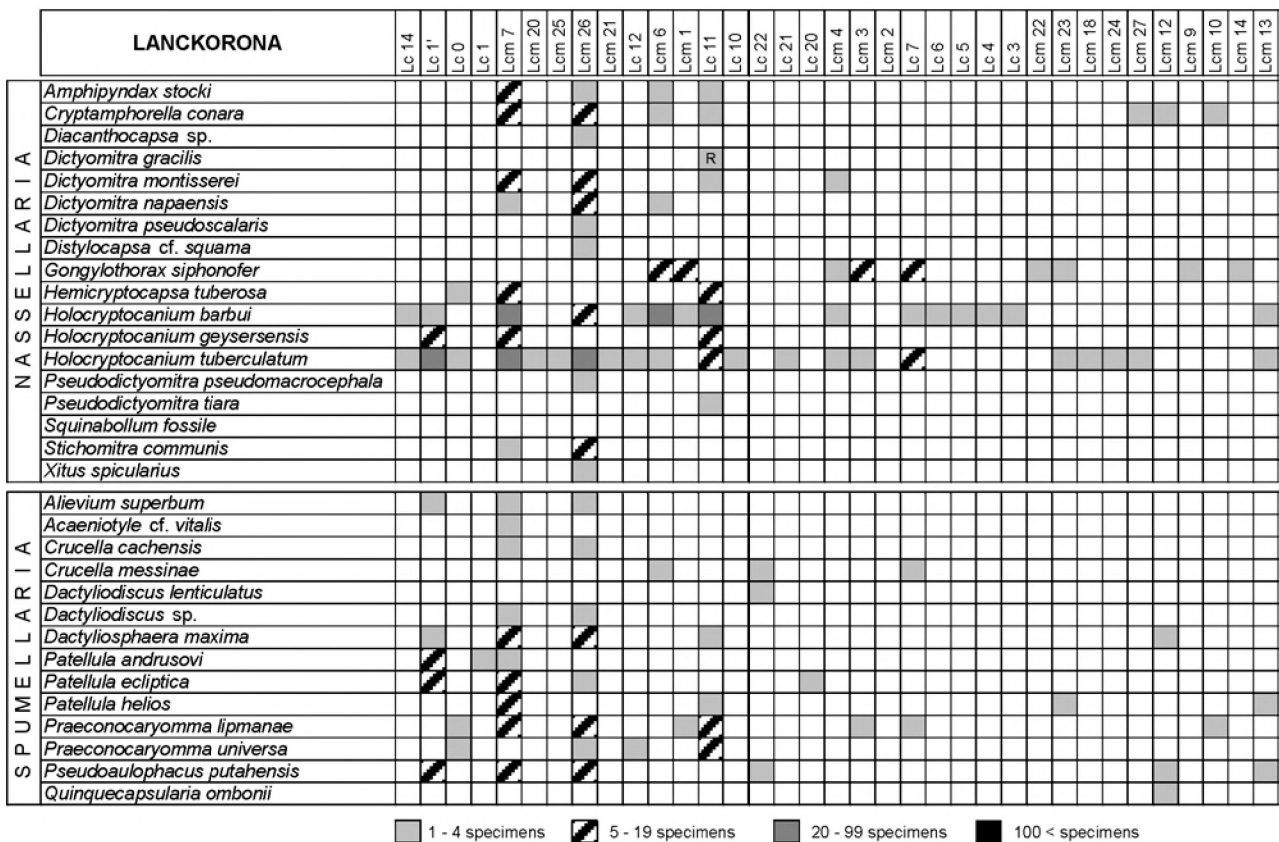 LANCKORONA
Lc 14
Lc 1'
Lc 0
Lc 1
Lcm 7
Lcm 20
Lcm 25
Lcm 26
Lcm 21
Lc 12
Lcm 6
Lcm 1
Lc 11
Lc 10
Lc 22
Lc 21
Lc 20
Lcm 4
Lcm 3
Lcm 2
Lc 7
Lc 6
Lc 5
Lc 4
Lc 3
Lcm 22
Lcm 23
Lcm 18
Lcm 24
Lcm 27
Lcm 12
Lcm 9
Lcm 10
Lcm 14
Lcm 13
NASSELLARIA
Amphipyndax stocki
Cryptamphorella conara
Diacanthocapsa sp.
Dictyomitra gracilis R
Dictyomitra montisserei
Dictyomitra napaensis
Dictyomitra pseudoscalaris
Distylocapsa cf. squama
Gongylothorax siphonofer
Hemicryptocapsa tuberosa
Holocryptocanium barbui
Holocryptocanium geysersensis
Holocryptocanium tuberculatum
Pseudodictyomitra pseudomacrocephala
Pseudodictyomitra tiara
Squinabollum fossile
Stichomitra communis
Xitus spicularius
SPUMELLARIA
Alievium superbum
Acaeniotyle cf. vitalis
Crucella cachensis
Crucella messinae
Dactyliodiscus lenticulatus
Dactyliodiscus sp.
Dactyliosphaera maxima
Patellula andrusovi
Patellula ecliptica
Patellula helios
Praeconocaryomma lipmanae
Praeconocaryomma universa
Pseudoaulophacus putahensis
Quinquecapsularia ombonii
1 - 4 specimens 5 - 19 specimens 20 - 99 specimens 100 < specimens